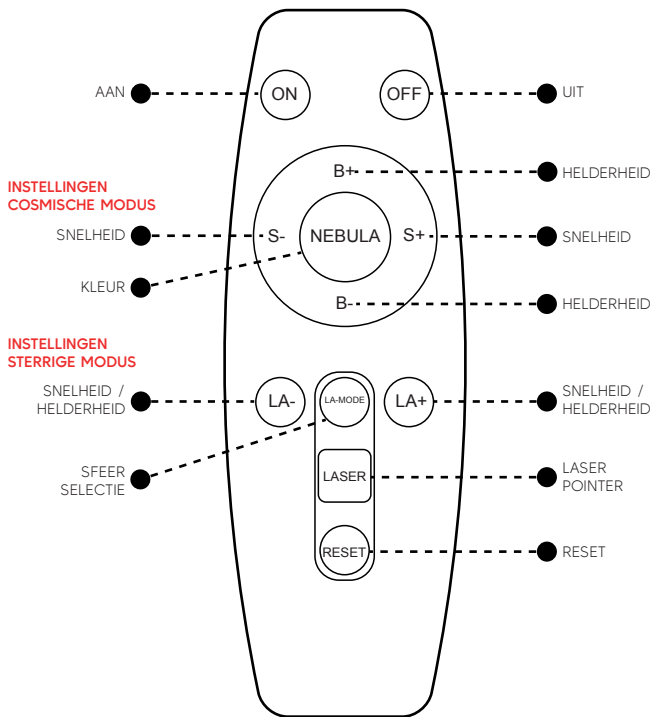 AAN
ON
OFF
UIT
B+
HELDERHEID
INSTELLINGEN
COSMISCHE MODUS
SNELHEID
S-
NEBULA
S+
SNELHEID
KLEUR
B-
HELDERHEID
INSTELLINGEN
STERRIGE MODUS
SNELHEID /
HELDERHEID
LA-
LA-MODE
LA+
SNELHEID /
HELDERHEID
SFEER
SELECTIE
LASER
LASER
POINTER
RESET
RESET